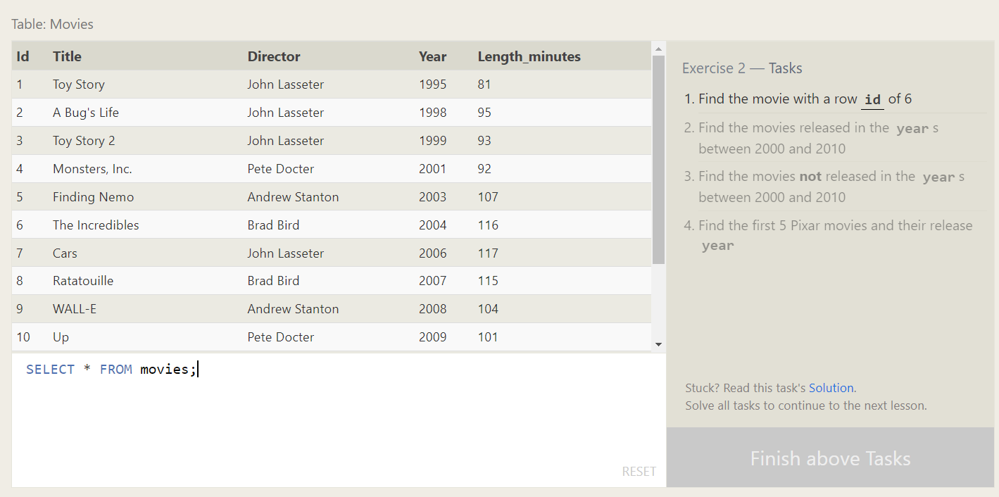 Table: Movies
Id Title Director Year Length_minutes
1 Toy Story John Lasseter 1995 81
2 A Bug's Life John Lasseter 1998 95
3 Toy Story 2 John Lasseter 1999 93
4 Monsters, Inc. Pete Docter 2001 92
5 Finding Nemo Andrew Stanton 2003 107
6 The Incredibles Brad Bird 2004 116
7 Cars John Lasseter 2006 117
8 Ratatouille Brad Bird 2007 115
9 WALL-E Andrew Stanton 2008 104
10 Up Pete Docter 2009 101
SELECT * FROM movies;
RESET
Exercise 2 — Tasks
1. Find the movie with a row id of 6
2. Find the movies released in the year s
between 2000 and 2010
3. Find the movies not released in the year s
between 2000 and 2010
4. Find the first 5 Pixar movies and their release
year
Stuck? Read this task's Solution.
Solve all tasks to continue to the next lesson.
Finish above Tasks